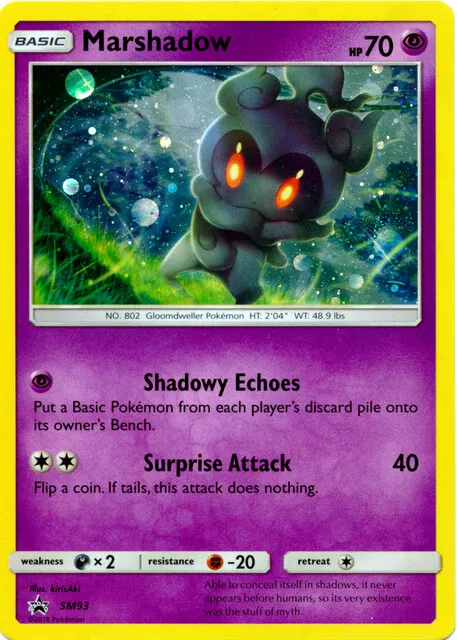 BASIC Marshadow HP 70
NO. 802 Gloomdweller Pokémon HT: 2'04" WT: 48.9 lbs
Shadowy Echoes
Put a Basic Pokémon from each player's discard pile onto
its owner's Bench.
Surprise Attack 40
Flip a coin. If tails, this attack does nothing.
weakness ×2 resistance -20 retreat
Illus. kirisAki
SM93
©2018 Pokémon
Able to conceal itself in shadows, it never
appears before humans, so its very existence
was the stuff of myth.